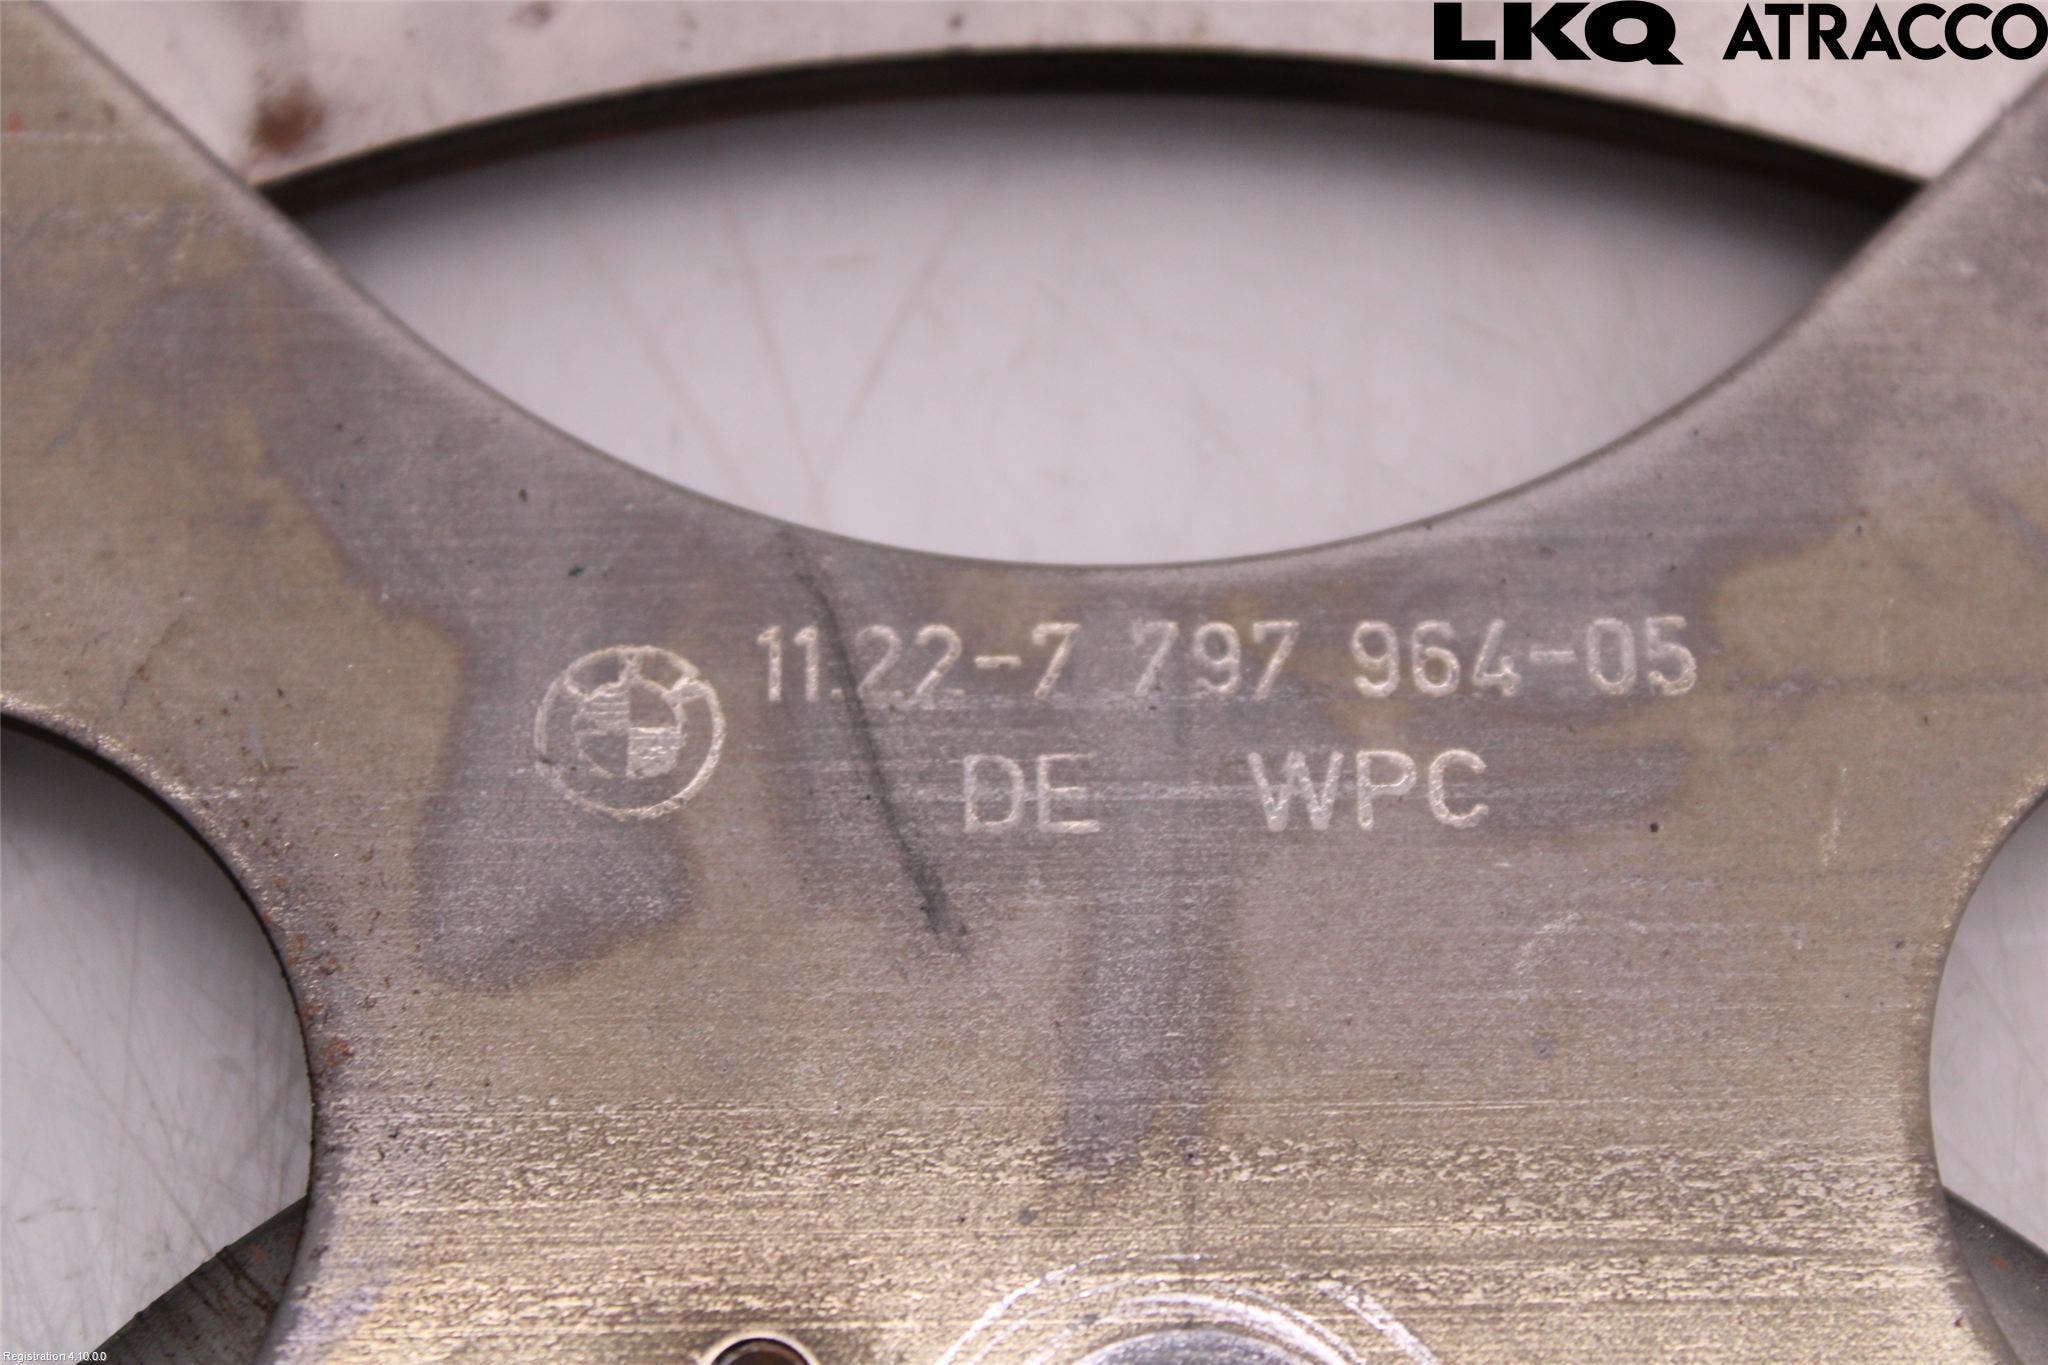 LKQ ATRACCO
11.22-7 797 964-05
DE WPC
Registration 4.10.0.0